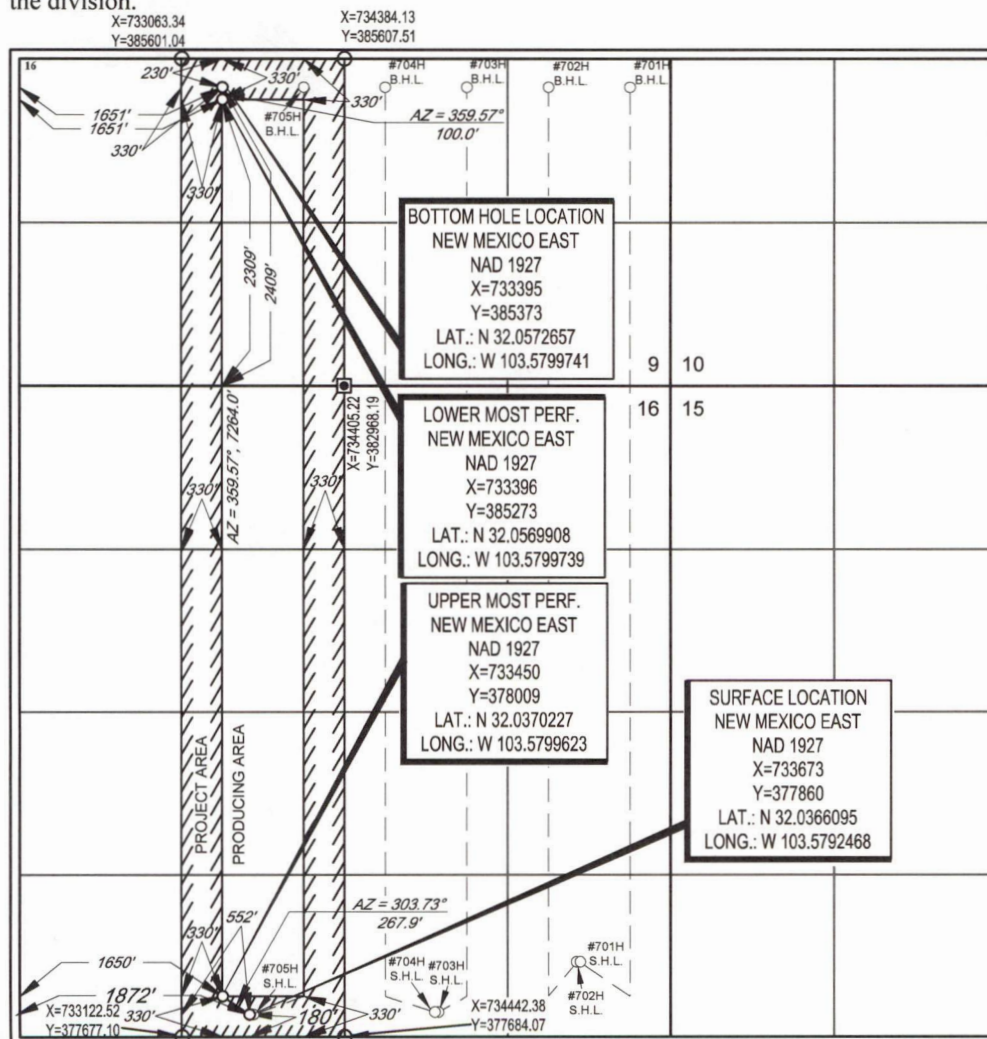 the division.
X=733063.34
Y=385601.04
X=734384.13
Y=385607.51
16
230'
330'
#704H
B.H.L.
#703H
B.H.L.
#702H
B.H.L.
#701H
B.H.L.
1651'
1651'
330'
#705H
B.H.L.
330'
AZ = 359.57°
100.0'
330'
2309'
2409'
BOTTOM HOLE LOCATION
NEW MEXICO EAST
NAD 1927
X=733395
Y=385373
LAT.: N 32.0572657
LONG.: W 103.5799741
9 10
16 15
X=734405.22
Y=382968.19
AZ = 359.57°, 7264.0'
330'
330'
LOWER MOST PERF.
NEW MEXICO EAST
NAD 1927
X=733396
Y=385273
LAT.: N 32.0569908
LONG.: W 103.5799739
UPPER MOST PERF.
NEW MEXICO EAST
NAD 1927
X=733450
Y=378009
LAT.: N 32.0370227
LONG.: W 103.5799623
SURFACE LOCATION
NEW MEXICO EAST
NAD 1927
X=733673
Y=377860
LAT.: N 32.0366095
LONG.: W 103.5792468
PROJECT AREA
PRODUCING AREA
AZ = 303.73°
267.9'
552'
330'
1650'
#705H
S.H.L.
#704H
S.H.L.
#703H
S.H.L.
#701H
S.H.L.
#702H
S.H.L.
1872'
X=733122.52
Y=377677.10
330'
180'
330'
X=734442.38
Y=377684.07